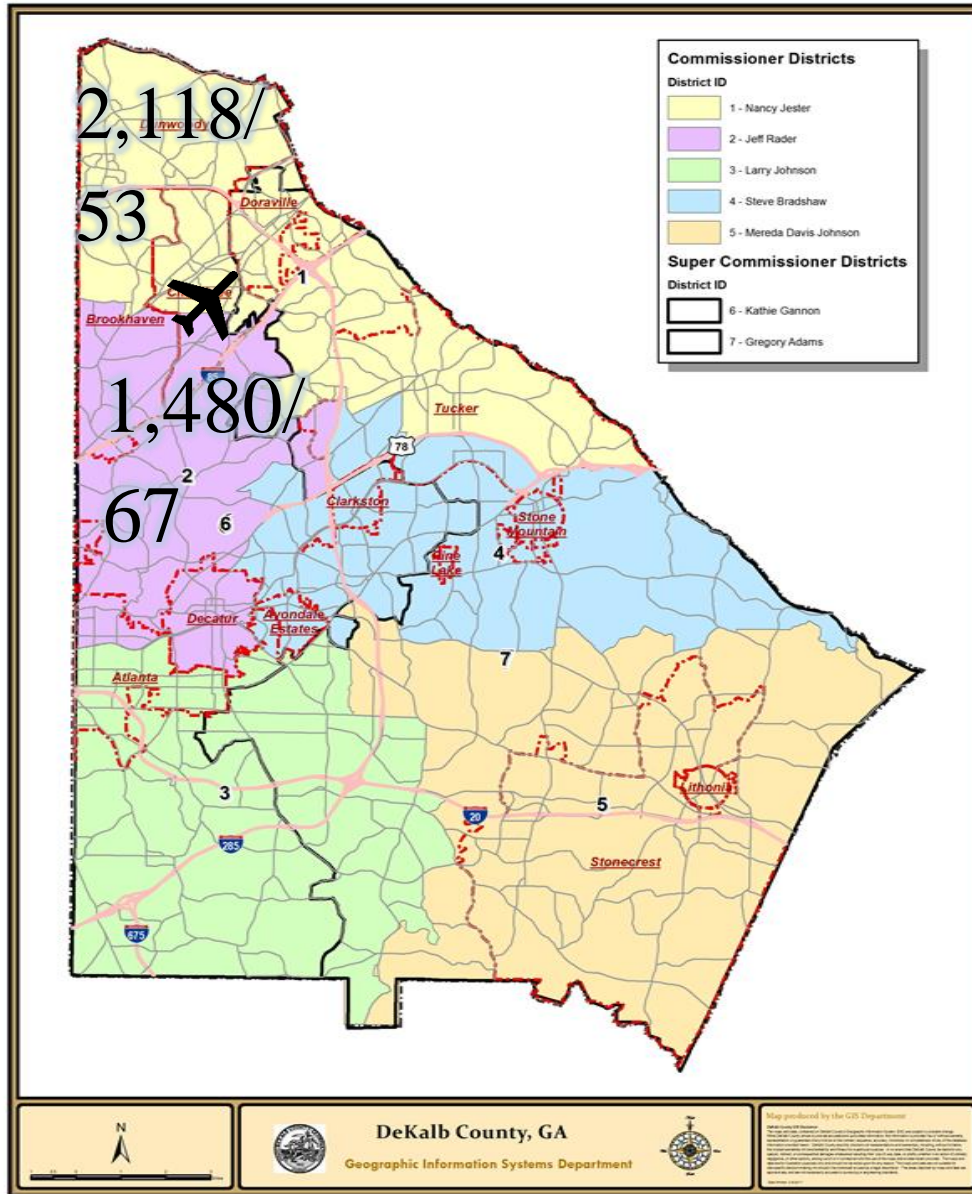 Commissioner Districts
District ID
1 - Nancy Jester
2 - Jeff Rader
3 - Larry Johnson
4 - Steve Bradshaw
5 - Mereda Davis Johnson
Super Commissioner Districts
District ID
6 - Kathie Gannon
7 - Gregory Adams
2,118/
Dunwoody
53
Doraville
1
Brookhaven
85
1,480/
Tucker
78
2
67
6
Clarkston
Stone
Mountain
4
Pine
Lake
Decatur
Avondale
Estates
7
Atlanta
3
5
Lithonia
20
285
Stonecrest
675
N
DeKalb County, GA
Geographic Information Systems Department
Map produced by the GIS Department